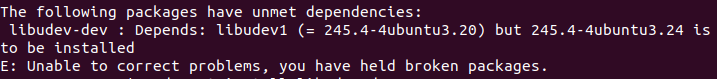 The following packages have unmet dependencies:
 libudev-dev : Depends: libudev1 (= 245.4-4ubuntu3.20) but 245.4-4ubuntu3.24 is
to be installed
E: Unable to correct problems, you have held broken packages.